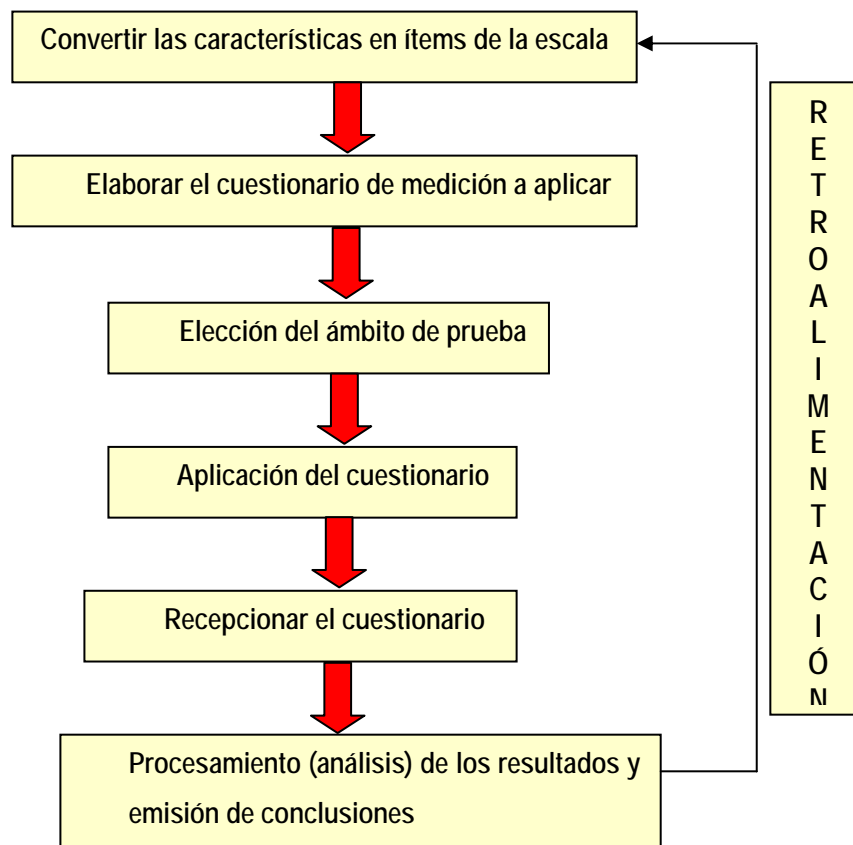 Convertir las características en ítems de la escala
Elaborar el cuestionario de medición a aplicar
Elección del ámbito de prueba
Aplicación del cuestionario
Recepcionar el cuestionario
Procesamiento (análisis) de los resultados y
emisión de conclusiones
R
E
T
R
O
A
L
I
M
E
N
T
A
C
I
Ó
N